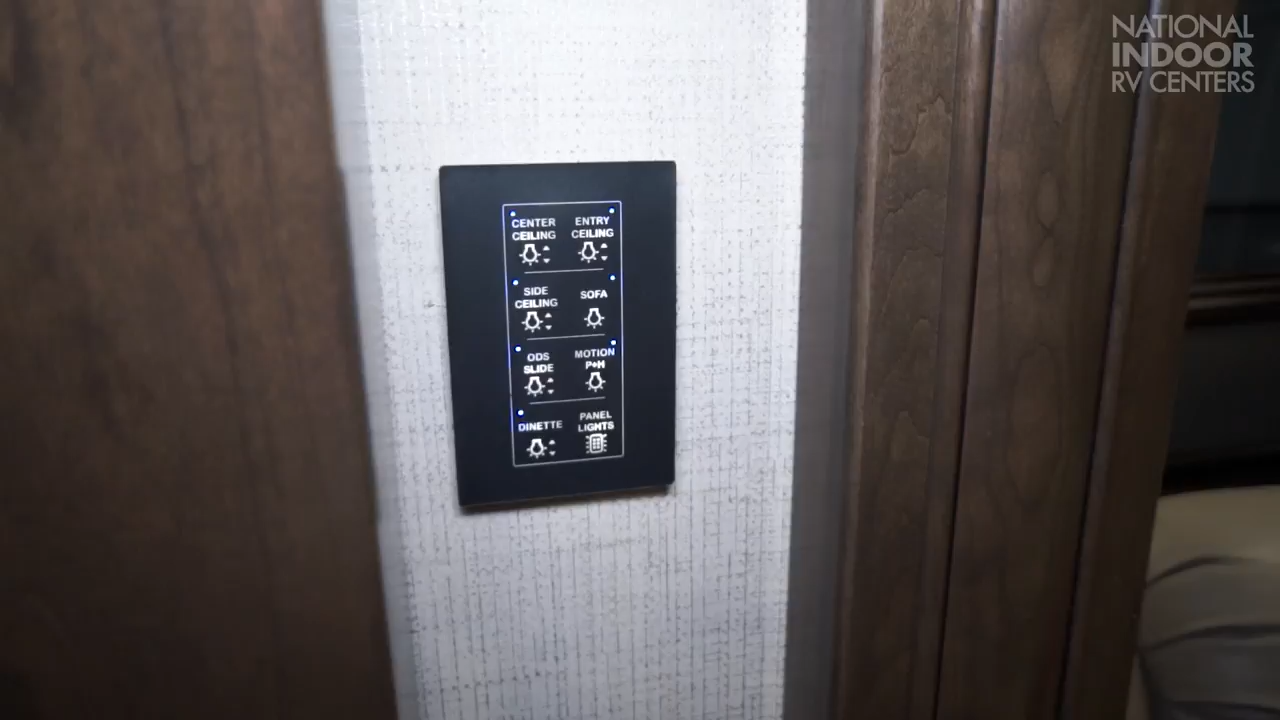 NATIONAL
INDOOR
RV CENTERS
CENTER
CEILING
ENTRY
CEILING
SIDE
CEILING
SOFA
ODS
SLIDE
MOTION
P+H
DINETTE
PANEL
LIGHTS